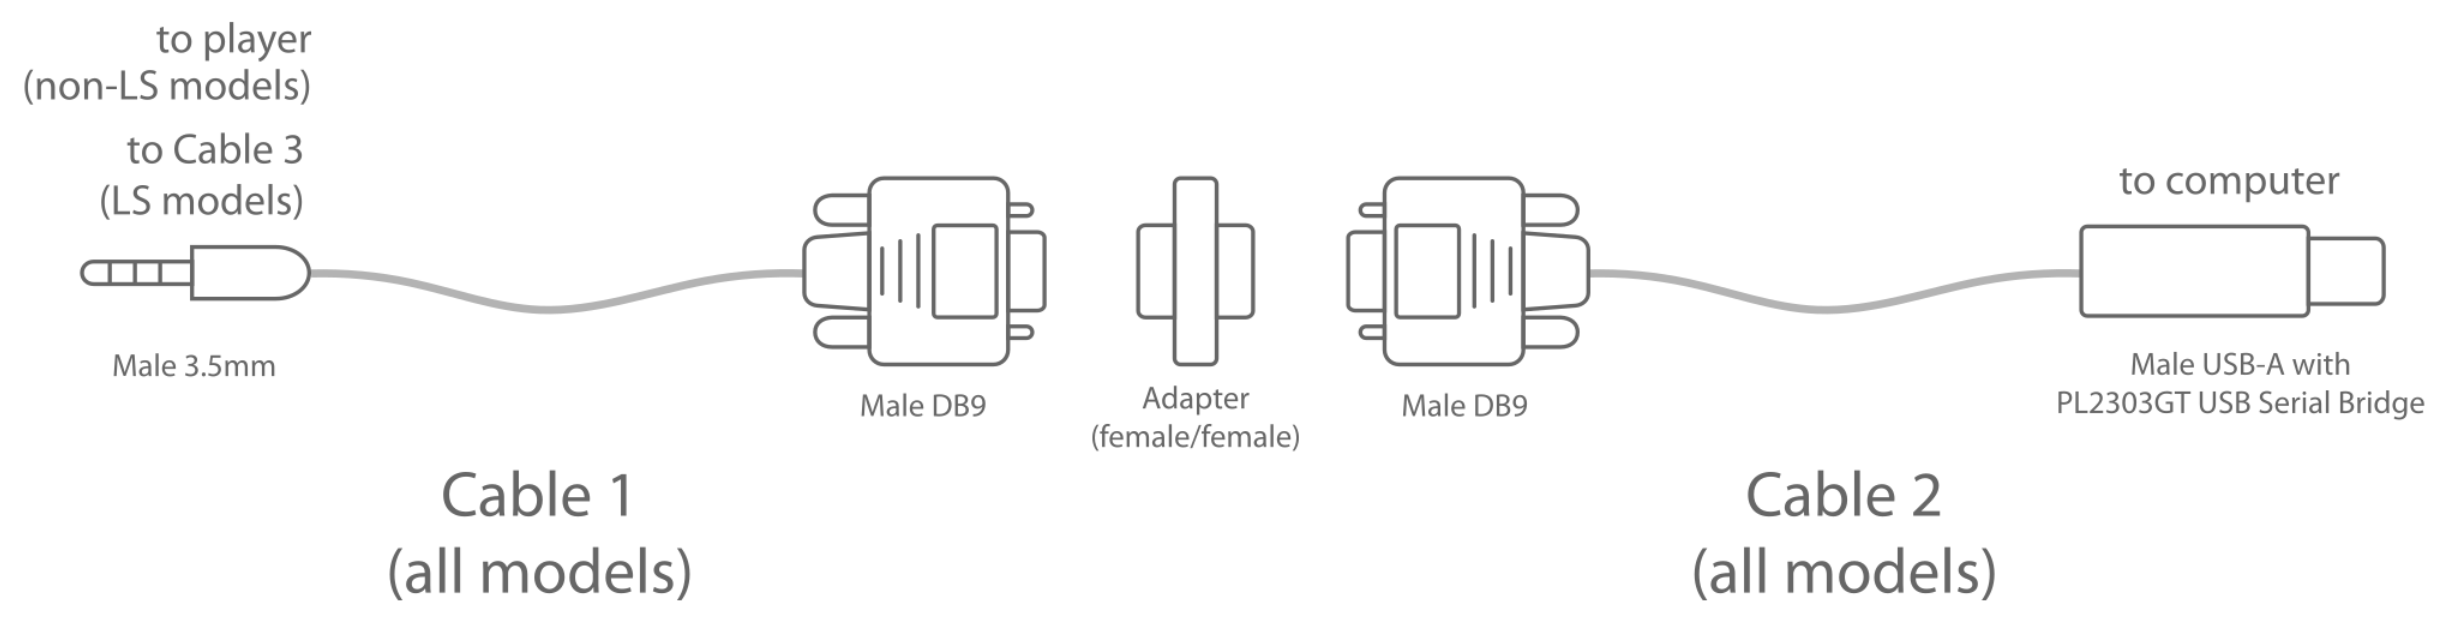 to player
(non-LS models)
to Cable 3
(LS models)
Male 3.5mm
Male DB9
Adapter
(female/female)
Male DB9
to computer
Male USB-A with
PL2303GT USB Serial Bridge
Cable 1
(all models)
Cable 2
(all models)